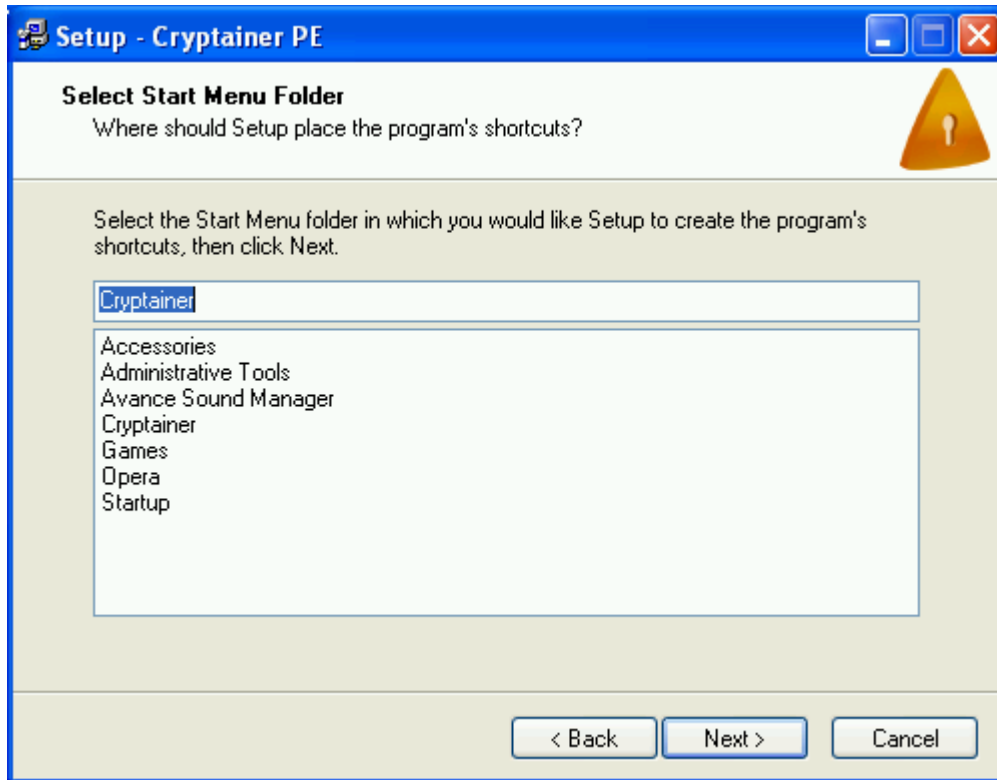 Setup - Cryptainer PE
Select Start Menu Folder
Where should Setup place the program's shortcuts?
Select the Start Menu folder in which you would like Setup to create the program's
shortcuts, then click Next.
Cryptainer
Accessories
Administrative Tools
Avance Sound Manager
Cryptainer
Games
Opera
Startup
< Back Next > Cancel